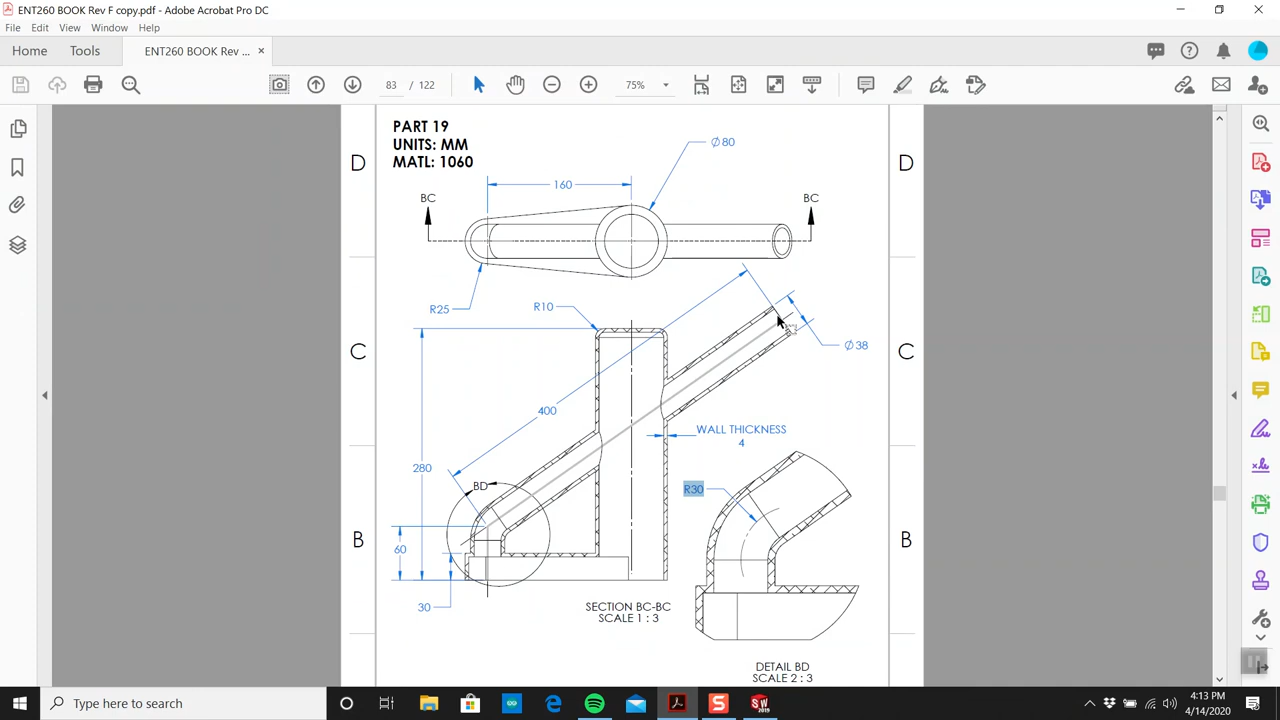 ENT260 BOOK Rev F copy.pdf - Adobe Acrobat Pro DC
File Edit View Window Help
Home Tools ENT260 BOOK Rev ... ×
83 / 122 75%
PART 19
UNITS: MM
MATL: 1060
D
D
∅80
160
BC
BC
R25
R10
C
C
∅38
400
WALL THICKNESS
4
280
BD
R30
B
B
60
30
SECTION BC-BC
SCALE 1 : 3
DETAIL BD
SCALE 2 : 3
Type here to search
4:13 PM
4/14/2020